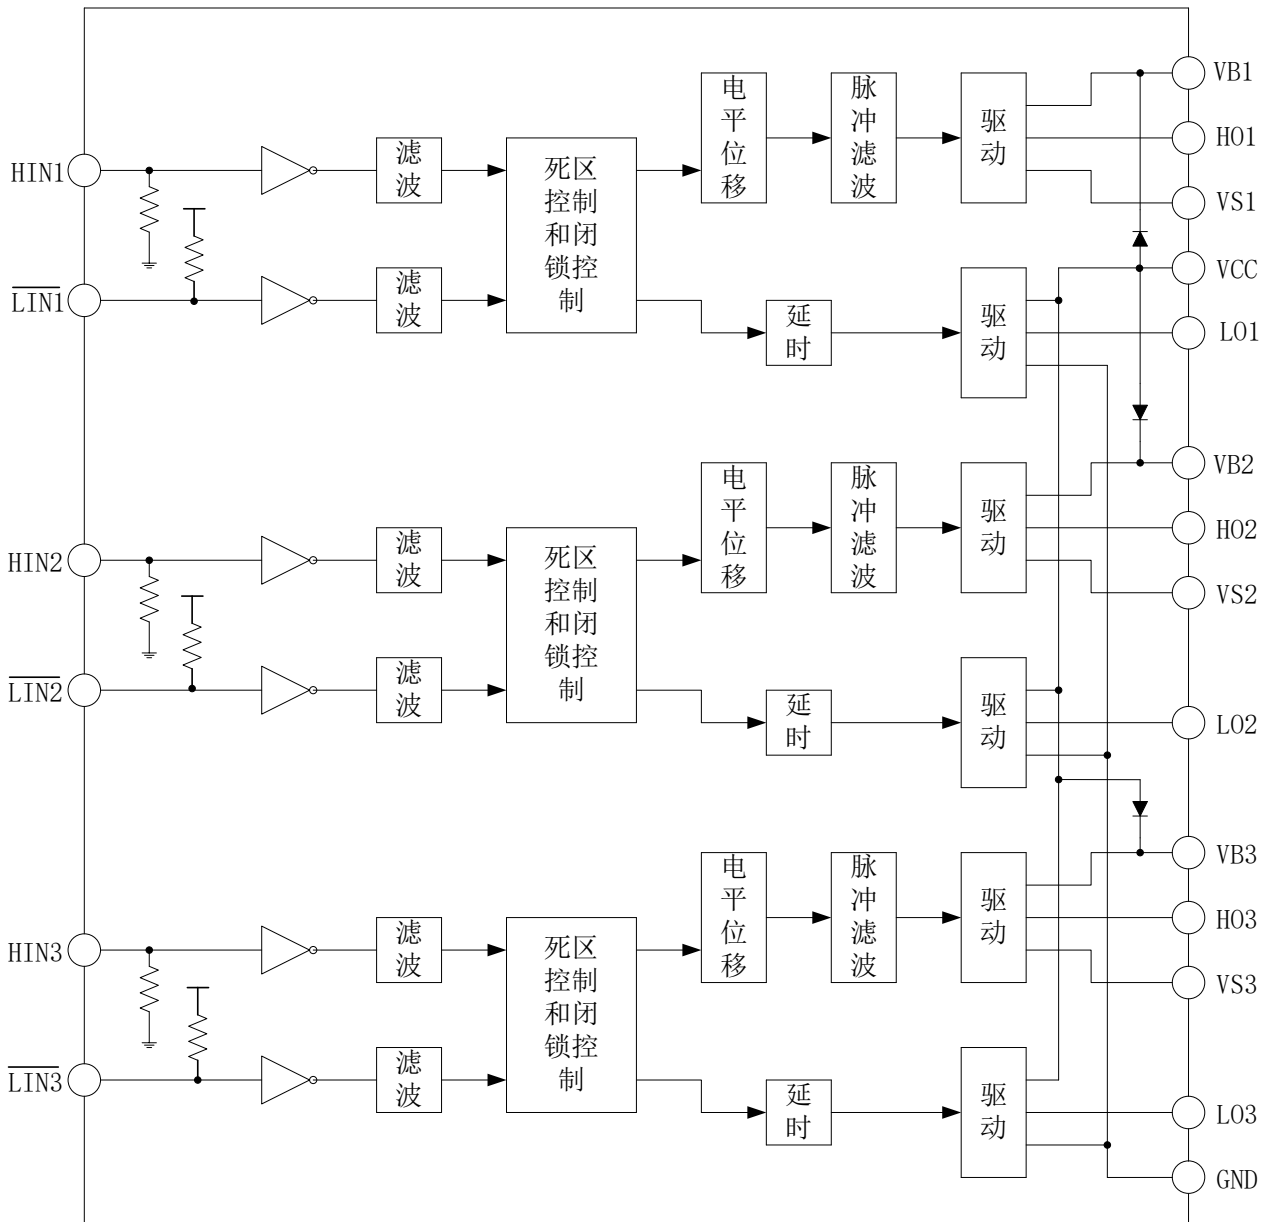 VB1
电
平
位
移
脉
冲
滤
波
驱
动
HO1
HIN1
滤
波
死区
控制
和闭
锁控
制
VS1
VCC
LIN1
滤
波
延
时
驱
动
LO1
VB2
电
平
位
移
脉
冲
滤
波
驱
动
HO2
HIN2
滤
波
死区
控制
和闭
锁控
制
VS2
LIN2
滤
波
延
时
驱
动
LO2
VB3
电
平
位
移
脉
冲
滤
波
驱
动
HO3
HIN3
滤
波
死区
控制
和闭
锁控
制
VS3
LIN3
滤
波
延
时
驱
动
LO3
GND